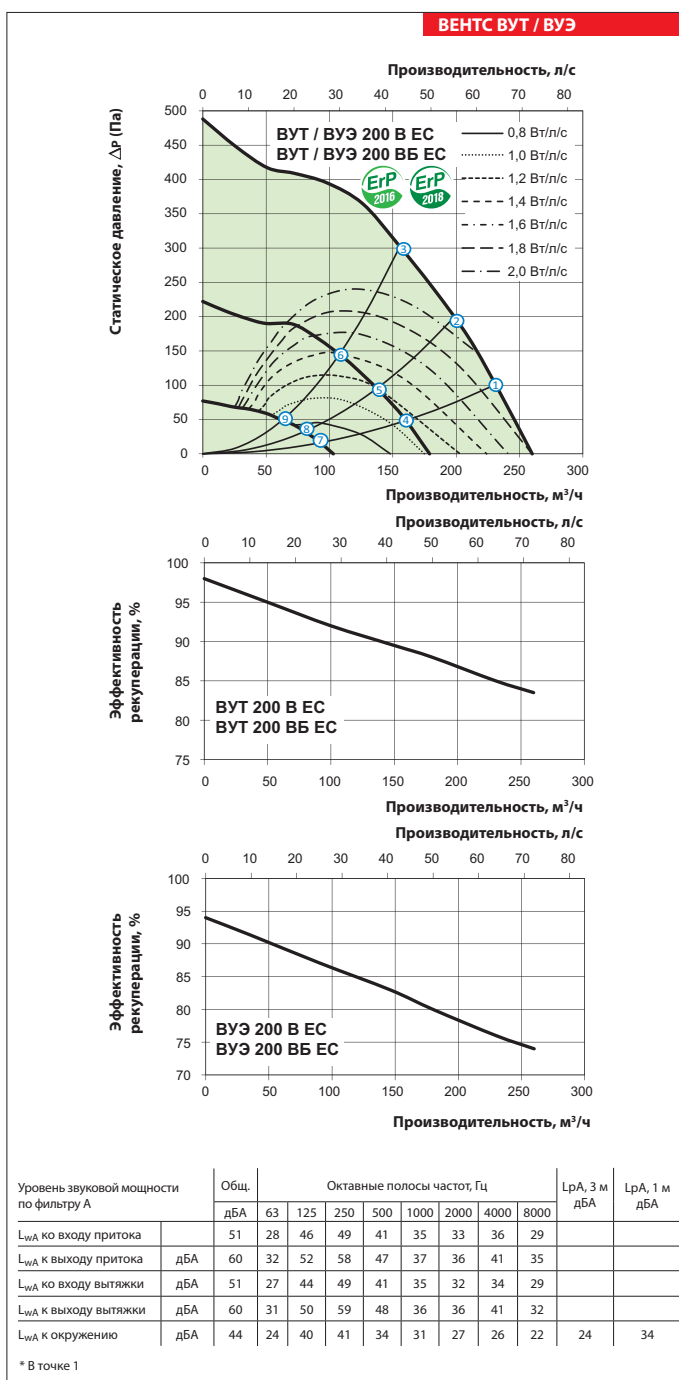 ВЕНТС ВУТ / ВУЭ
Производительность, л/с
0 10 20 30 40 50 60 70 80
Статическое давление, △P (Па)
500
450
400
350
300
250
200
150
100
50
0
ВУТ / ВУЭ 200 В ЕС
ВУТ / ВУЭ 200 ВБ ЕС
ErP 2016
ErP 2018
0,8 Вт/л/с
1,0 Вт/л/с
1,2 Вт/л/с
1,4 Вт/л/с
1,6 Вт/л/с
1,8 Вт/л/с
2,0 Вт/л/с
3
2
1
6
5
4
9
8
7
0 50 100 150 200 250 300
Производительность, м³/ч
Производительность, л/с
0 10 20 30 40 50 60 70 80
Эффективность
рекуперации, %
100
95
90
85
80
75
ВУТ 200 В ЕС
ВУТ 200 ВБ ЕС
0 50 100 150 200 250 300
Производительность, м³/ч
Производительность, л/с
0 10 20 30 40 50 60 70 80
Эффективность
рекуперации, %
100
95
90
85
80
75
70
ВУЭ 200 В ЕС
ВУЭ 200 ВБ ЕС
0 50 100 150 200 250 300
Производительность, м³/ч
Уровень звуковой мощности по фильтру А Общ. Октавные полосы частот, Гц LpA, 3 м дБА LpA, 1 м дБА
дБА 63 125 250 500 1000 2000 4000 8000
LwA ко входу притока 51 28 46 49 41 35 33 36 29
LwA к выходу притока дБА 60 32 52 58 47 37 36 41 35
LwA ко входу вытяжки дБА 51 27 44 49 41 35 32 34 29
LwA к выходу вытяжки дБА 60 31 50 59 48 36 36 41 32
LwA к окружению дБА 44 24 40 41 34 31 27 26 22 24 34
* В точке 1